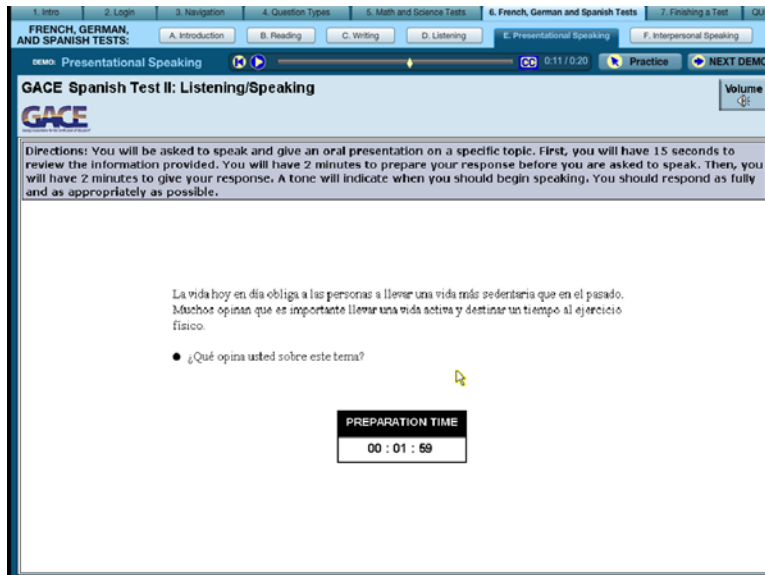 1. Intro 2. Login 3. Navigation 4. Question Types 5. Math and Science Tests 6. French, German and Spanish Tests 7. Finishing a Test
FRENCH, GERMAN,
AND SPANISH TESTS: A. Introduction B. Reading C. Writing D. Listening E. Presentational Speaking F. Interpersonal Speaking
DEMO: Presentational Speaking CC 0:11 / 0:20 Practice NEXT DEMO
GACE Spanish Test II: Listening/Speaking
Volume
GACE
Directions: You will be asked to speak and give an oral presentation on a specific topic. First, you will have 15 seconds to
review the information provided. You will have 2 minutes to prepare your response before you are asked to speak. Then, you
will have 2 minutes to give your response. A tone will indicate when you should begin speaking. You should respond as fully
and as appropriately as possible.
La vida hoy en día obliga a las personas a llevar una vida más sedentaria que en el pasado.
Muchos opinan que es importante llevar una vida activa y destinar un tiempo al ejercicio
físico.
● ¿Qué opina usted sobre este tema?
PREPARATION TIME
00 : 01 : 59